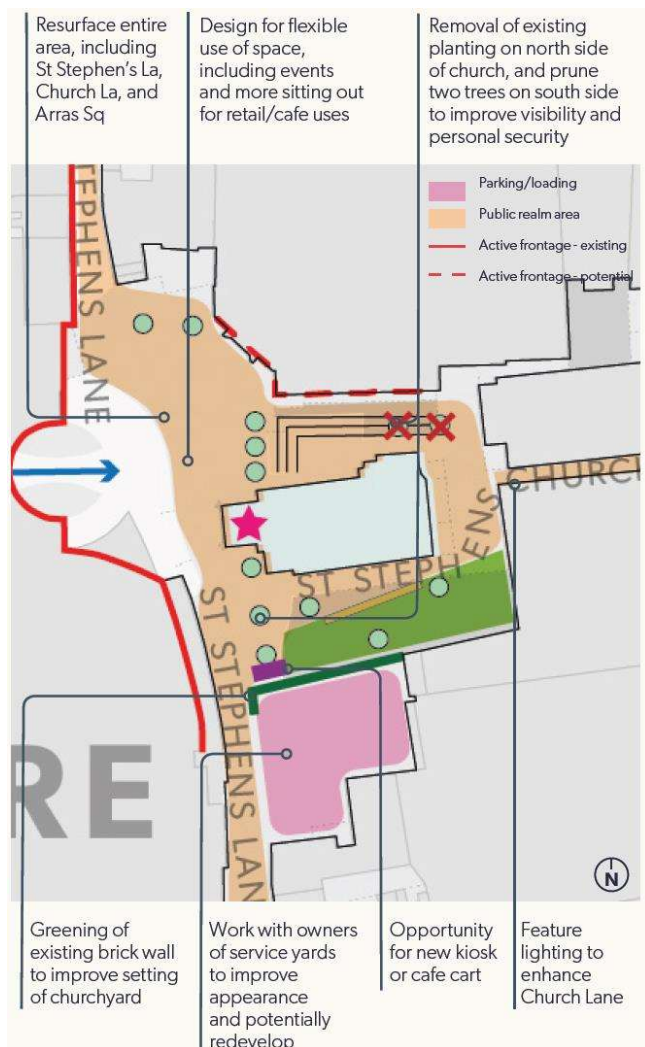 Resurface entire
area, including
St Stephen's La,
Church La, and
Arras Sq
Design for flexible
use of space,
including events
and more sitting out
for retail/cafe uses
Removal of existing
planting on north side
of church, and prune
two trees on south side
to improve visibility and
personal security
Parking/loading
Public realm area
Active frontage - existing
Active frontage - potential
TEPHENS LANE
ST STEPHENS CHURC
ST STEPHENS LAN
RE
N
Greening of
existing brick wall
to improve setting
of churchyard
Work with owners
of service yards
to improve
appearance
and potentially
redevelop
Opportunity
for new kiosk
or cafe cart
Feature
lighting to
enhance
Church Lane